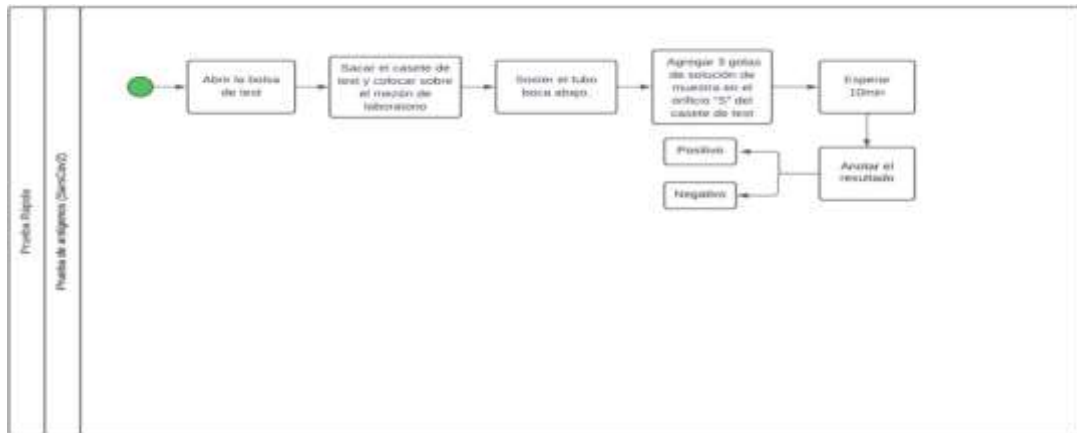 Prueba Rápida
Prueba de antígenos (SarsCov2)
Abrir la bolsa
de test
Sacar el casete de
test y colocar sobre
el mezón de
laboratorio
Soster el tubo
boca abajo.
Agregar 3 gotas
de solución de
muestra en el
orificio "S" del
casete de test
Esperar
10min
Anotar el
resultado
Positivo
Negativo